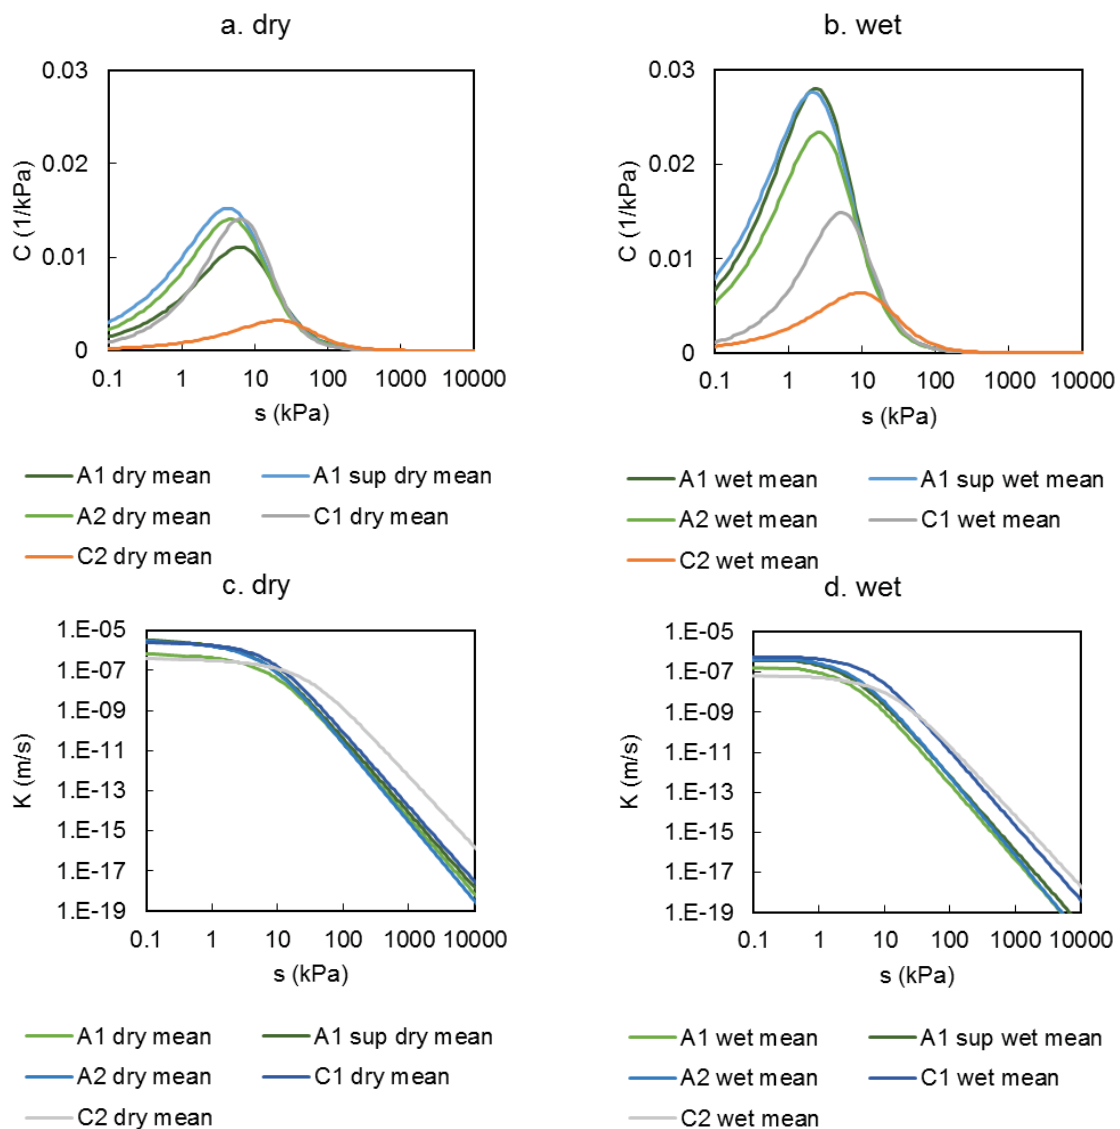 a. dry
0.03
0.02
0.01
0
C (1/kPa)
0.1 1 10 100 1000 10000
s (kPa)
A1 dry mean A1 sup dry mean
A2 dry mean C1 dry mean
C2 dry mean
b. wet
0.03
0.02
0.01
0
C (1/kPa)
0.1 1 10 100 1000 10000
s (kPa)
A1 wet mean A1 sup wet mean
A2 wet mean C1 wet mean
C2 wet mean
c. dry
1.E-05
1.E-07
1.E-09
1.E-11
1.E-13
1.E-15
1.E-17
1.E-19
K (m/s)
0.1 1 10 100 1000 10000
s (kPa)
A1 dry mean A1 sup dry mean
A2 dry mean C1 dry mean
C2 dry mean
d. wet
1.E-05
1.E-07
1.E-09
1.E-11
1.E-13
1.E-15
1.E-17
1.E-19
K (m/s)
0.1 1 10 100 1000 10000
s (kPa)
A1 wet mean A1 sup wet mean
A2 wet mean C1 wet mean
C2 wet mean